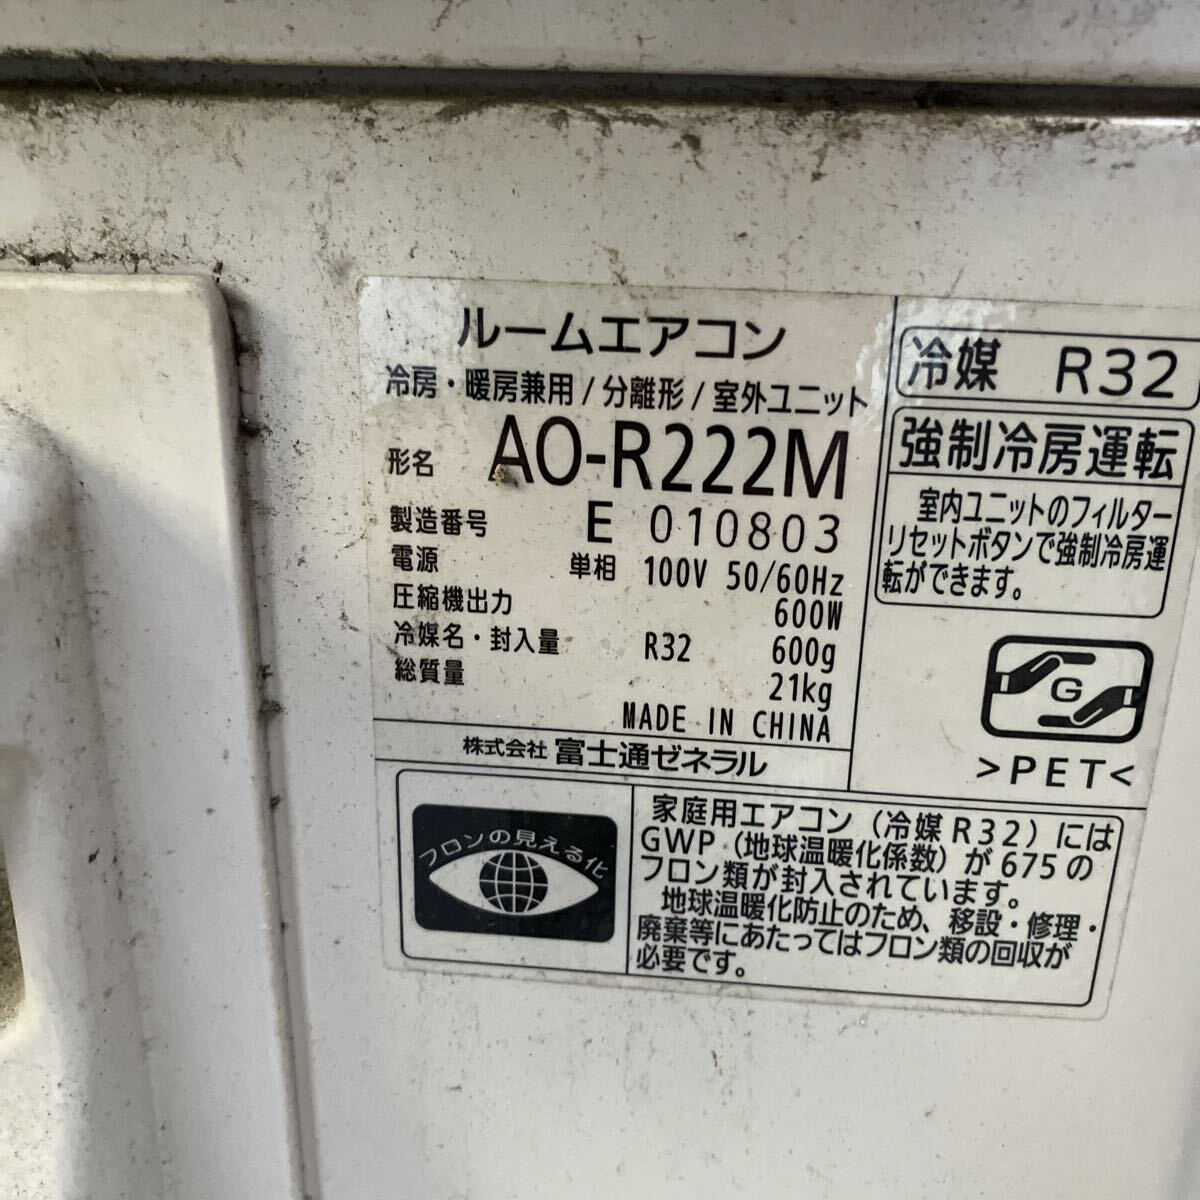 ルームエアコン
冷房・暖房兼用/分離形/室外ユニット
形名 AO-R222M
製造番号 E 010803
電源 単相 100V 50/60Hz
圧縮機出力 600W
冷媒名・封入量 R32 600g
総質量 21kg
MADE IN CHINA
株式会社 富士通ゼネラル
冷媒 R32
強制冷房運転
室内ユニットのフィルター
リセットボタンで強制冷房運
転ができます。
G
>PET<
フロンの見える化
家庭用エアコン(冷媒R32)には
GWP(地球温暖化係数)が675の
フロン類が封入されています。
地球温暖化防止のため、移設・修理・
廃棄等にあたってはフロン類の回収が
必要です。